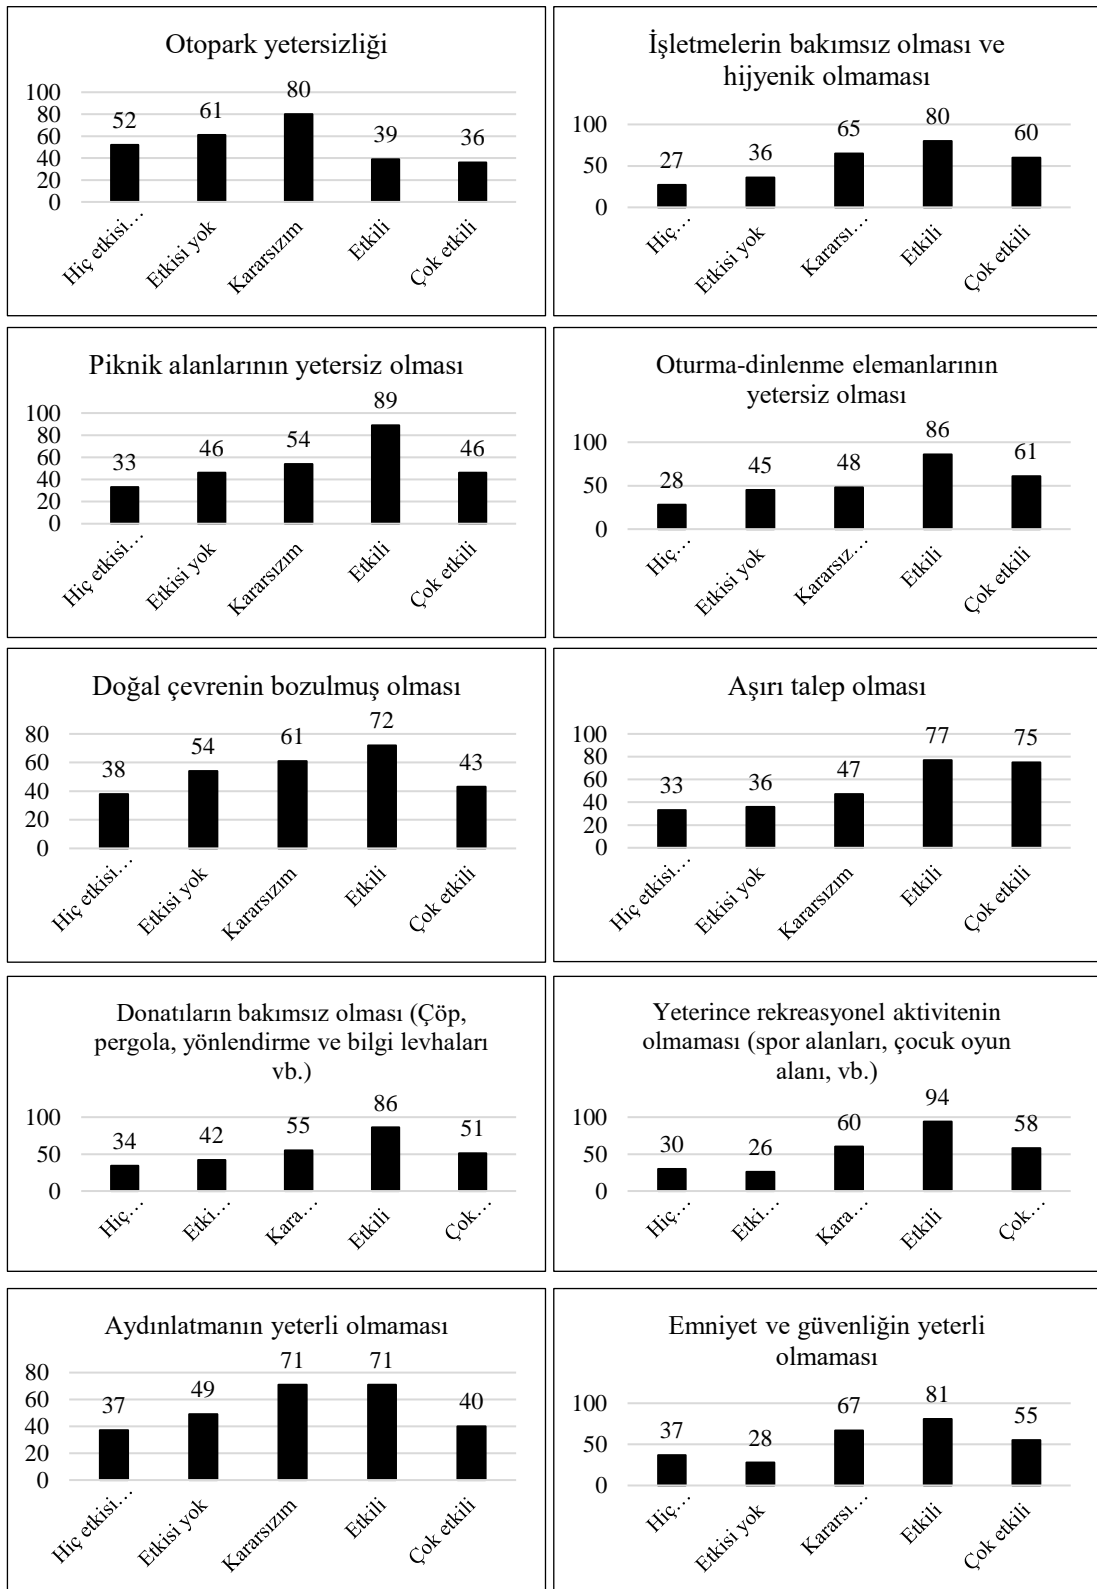 Otopark yetersizliği
100
80
60
40
20
0
52
61
80
39
36
Hiç etkisi…
Etkisi yok
Kararsızım
Etkili
Çok etkili
İşletmelerin bakımsız olması ve
hijyenik olmaması
100
50
0
27
36
65
80
60
Hiç…
Etkisi yok
Kararsı…
Etkili
Çok etkili
Piknik alanlarının yetersiz olması
100
80
60
40
20
0
33
46
54
89
46
Hiç etkisi…
Etkisi yok
Kararsızım
Etkili
Çok etkili
Oturma-dinlenme elemanlarının
yetersiz olması
100
50
0
28
45
48
86
61
Hiç…
Etkisi yok
Kararsız…
Etkili
Çok etkili
Doğal çevrenin bozulmuş olması
80
60
40
20
0
38
54
61
72
43
Hiç etkisi…
Etkisi yok
Kararsızım
Etkili
Çok etkili
Aşırı talep olması
100
80
60
40
20
0
33
36
47
77
75
Hiç etkisi…
Etkisi yok
Kararsızım
Etkili
Çok etkili
Donatıların bakımsız olması (Çöp,
pergola, yönlendirme ve bilgi levhaları
vb.)
100
50
0
34
42
55
86
51
Hiç…
Etki…
Kara…
Etkili
Çok…
Yeterince rekreasyonel aktivitenin
olmaması (spor alanları, çocuk oyun
alanı, vb.)
100
50
0
30
26
60
94
58
Hiç…
Etki…
Kara…
Etkili
Çok…
Aydınlatmanın yeterli olmaması
80
60
40
20
0
37
49
71
71
40
Hiç etkisi…
Etkisi yok
Kararsızım
Etkili
Çok etkili
Emniyet ve güvenliğin yeterli
olmaması
100
50
0
37
28
67
81
55
Hiç…
Etkisi yok
Kararsı…
Etkili
Çok etkili